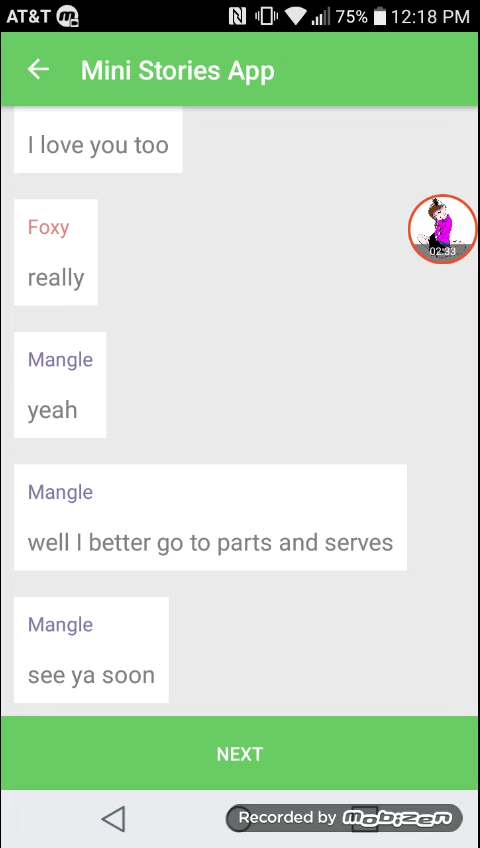 AT&T 75% 12:18 PM
Mini Stories App
I love you too
Foxy
really
02:33
Mangle
yeah
Mangle
well I better go to parts and serves
Mangle
see ya soon
NEXT
Recorded by mobizen